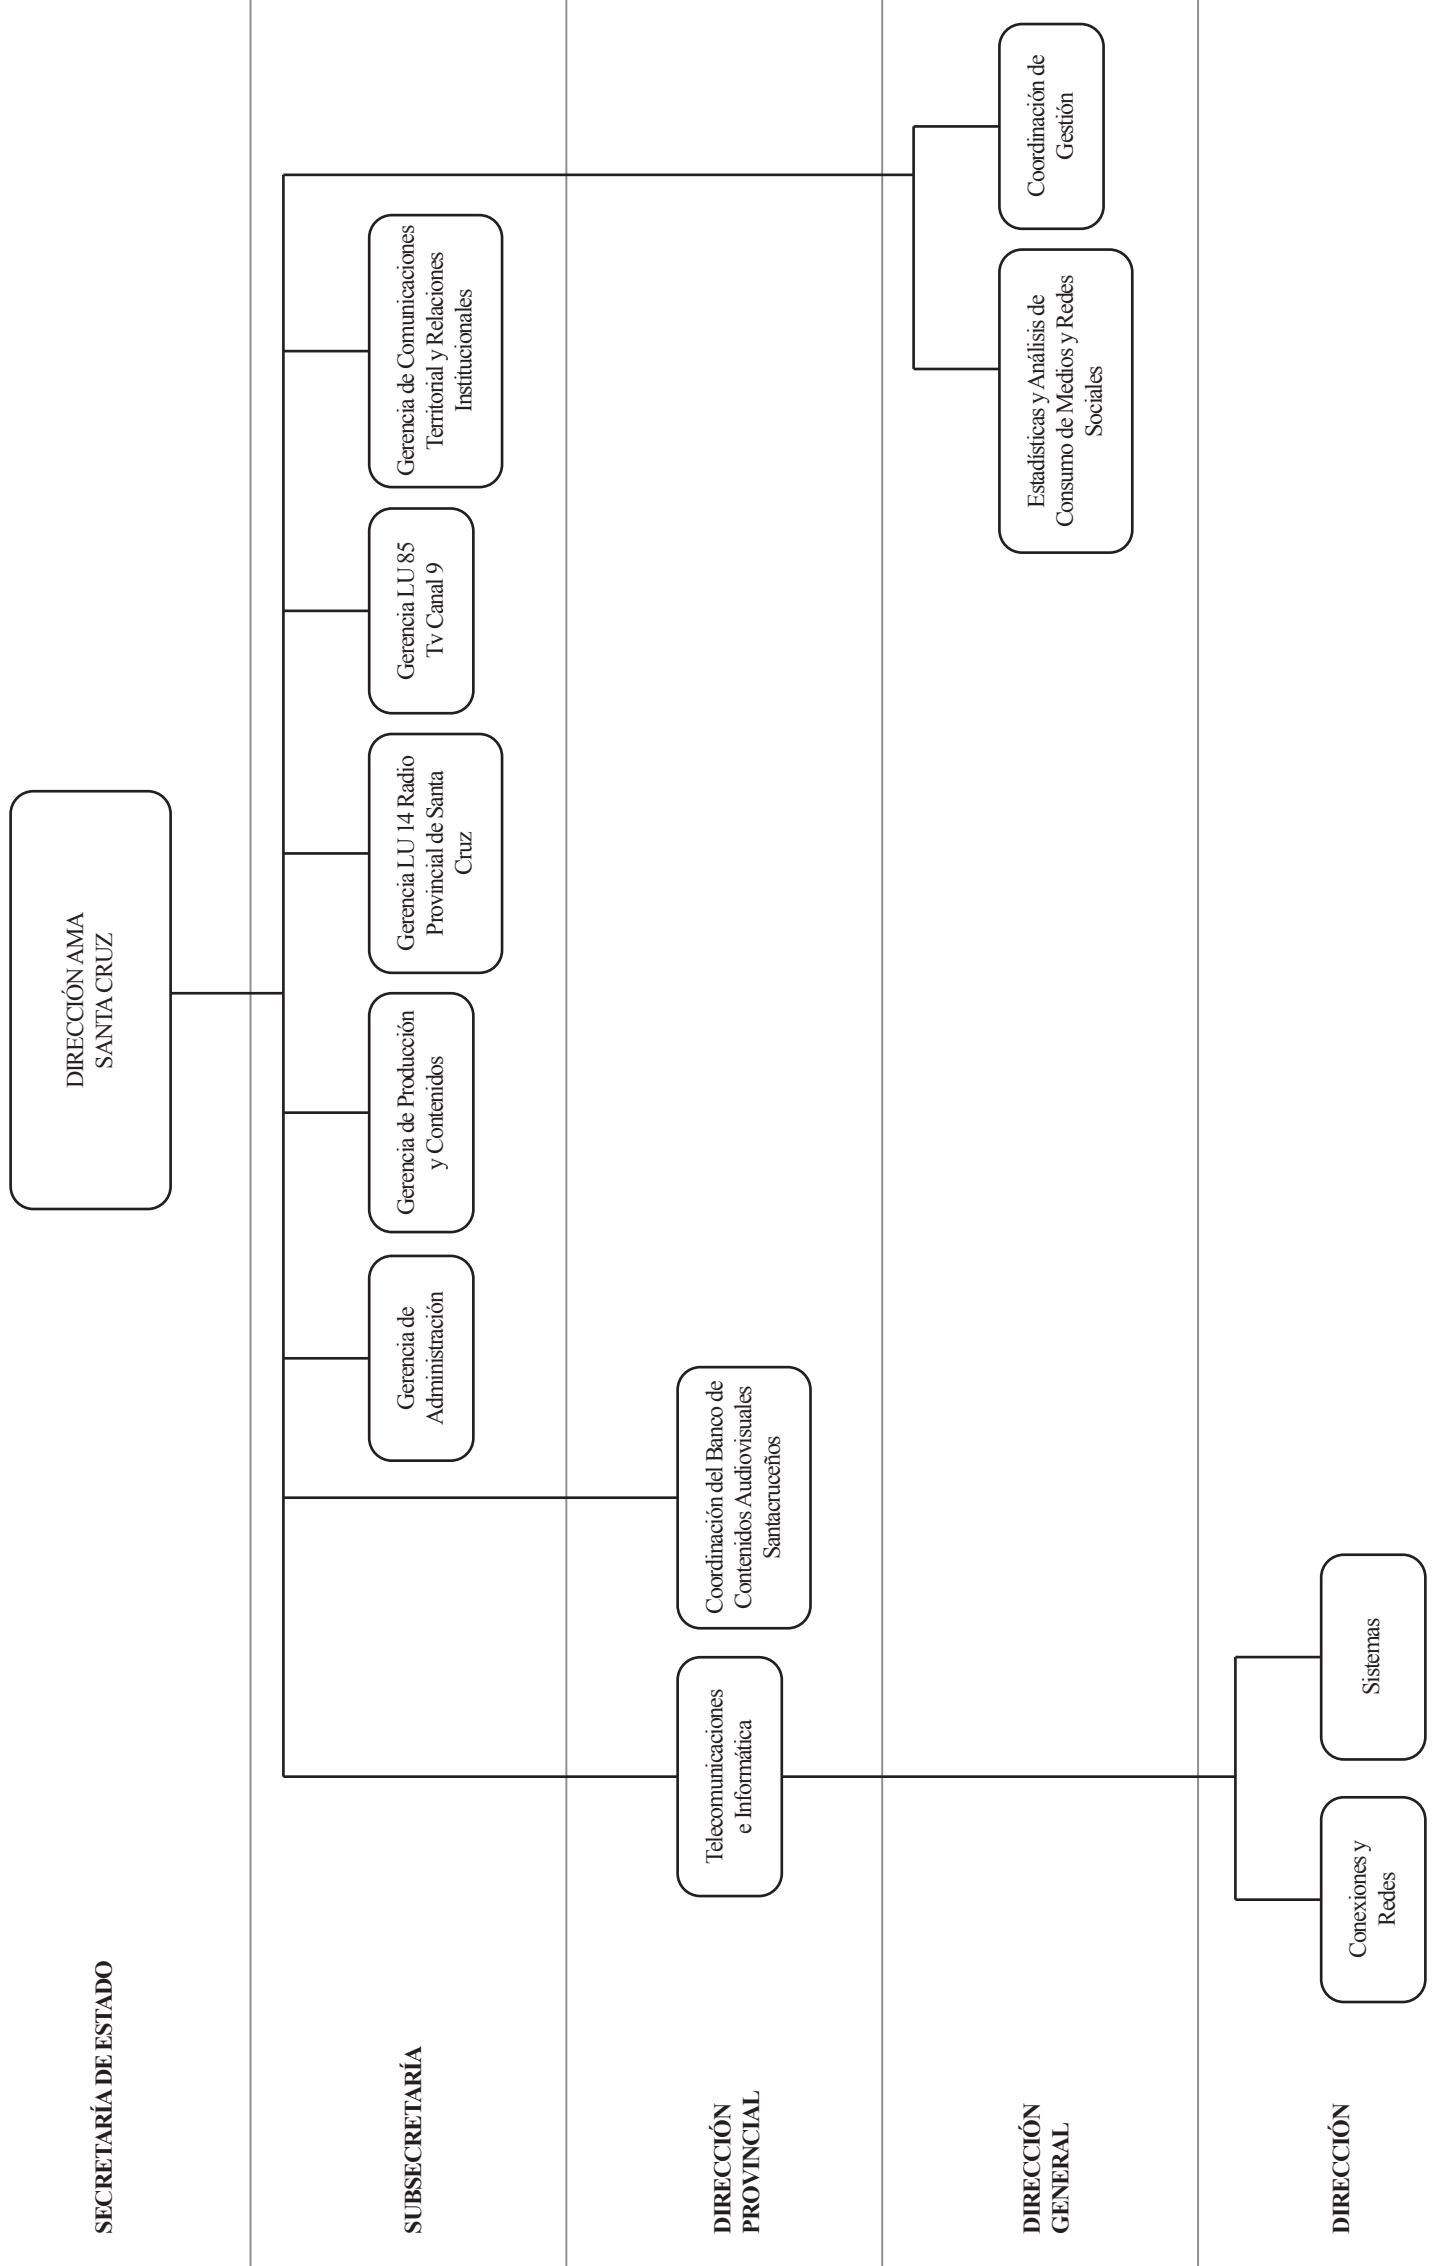 SECRETARÍA DE ESTADO
DIRECCIÓN AMA
SANTA CRUZ
SUBSECRETARÍA
Gerencia de
Administración
Gerencia de Producción
y Contenidos
Gerencia LU 14 Radio
Provincial de Santa
Cruz
Gerencia LU 85
Tv Canal 9
Gerencia de Comunicaciones
Territorial y Relaciones
Institucionales
DIRECCIÓN
PROVINCIAL
Telecomunicaciones
e Informática
Coordinación del Banco de
Contenidos Audiovisuales
Santacruceños
DIRECCIÓN
GENERAL
Estadísticas y Análisis de
Consumo de Medios y Redes
Sociales
Coordinación de
Gestión
DIRECCIÓN
Conexiones y
Redes
Sistemas